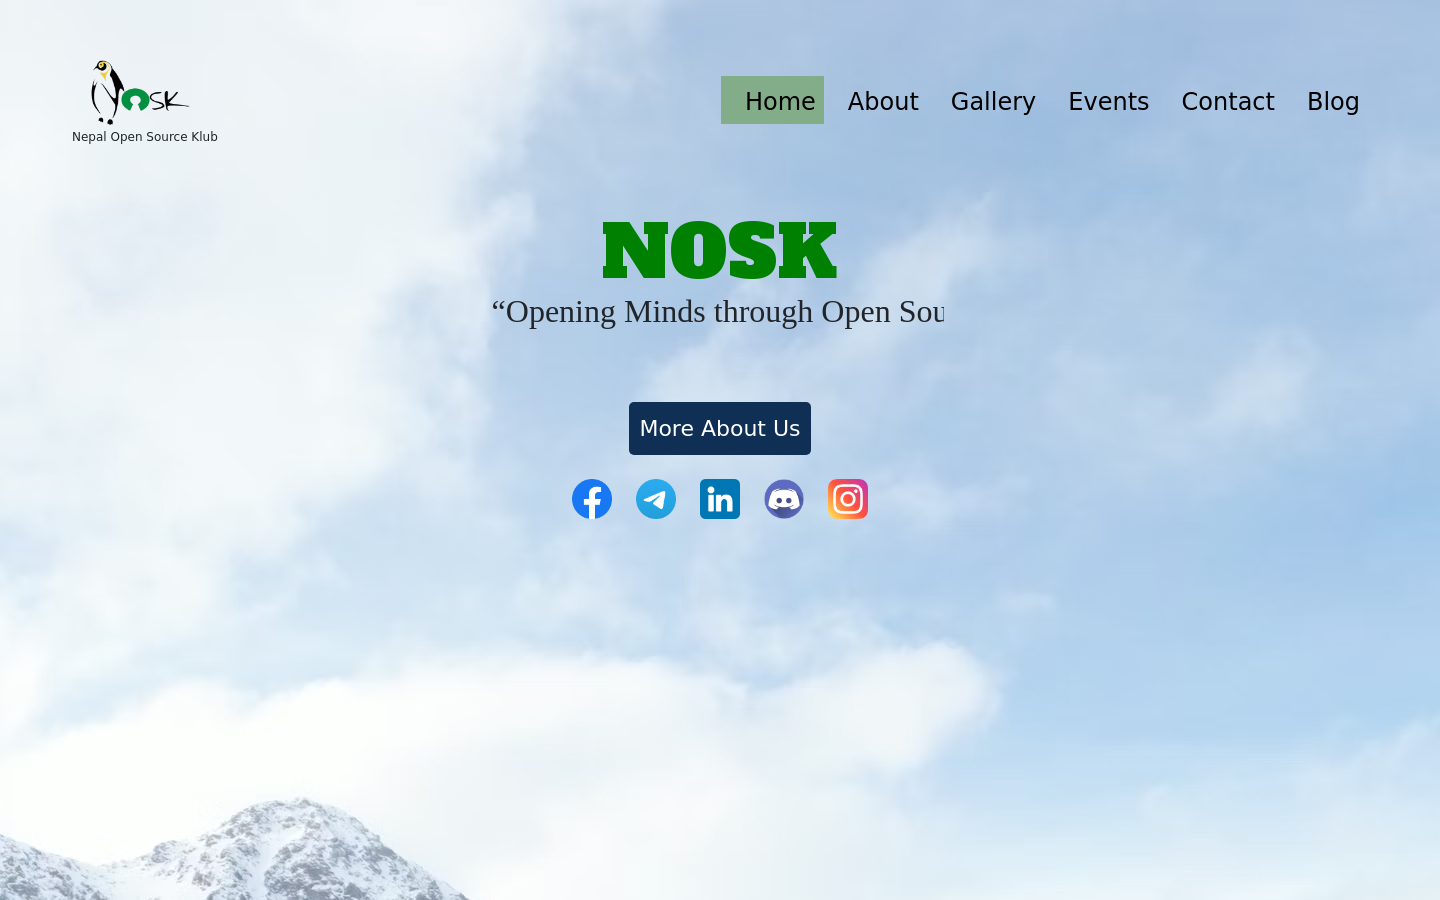 NOSK
Nepal Open Source Klub
Home About Gallery Events Contact Blog
NOSK
“Opening Minds through Open Sou
More About Us